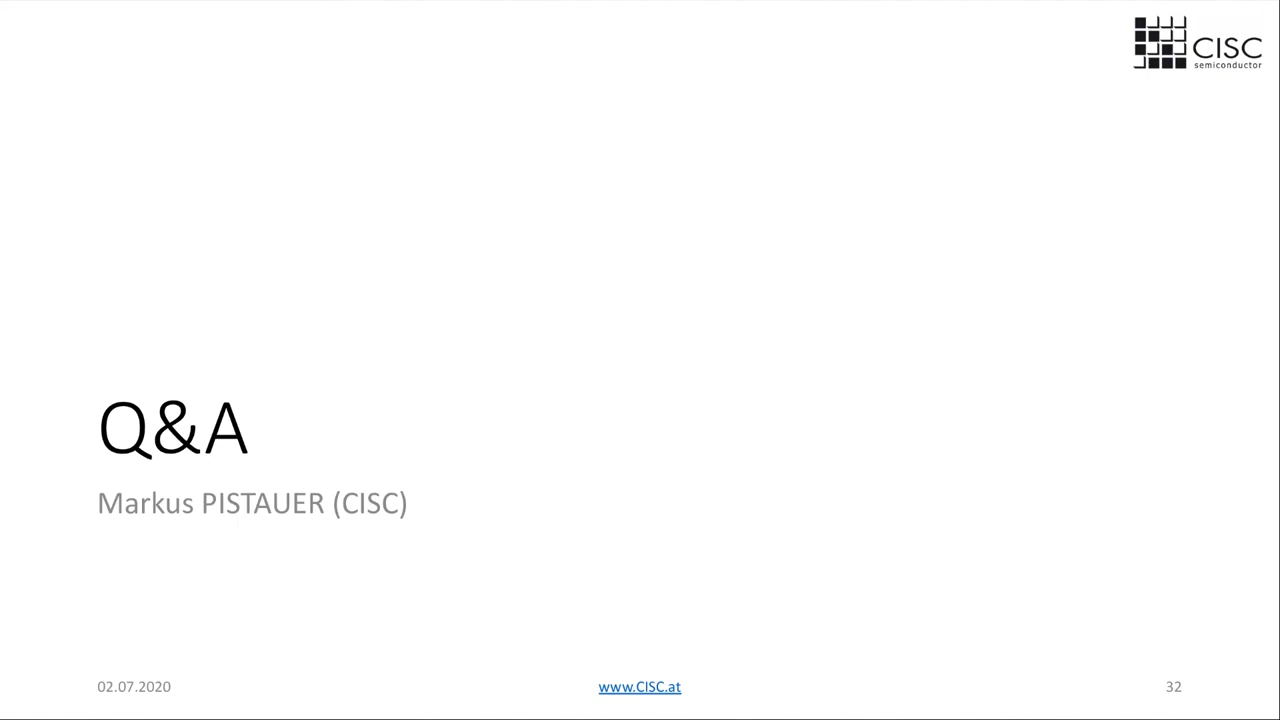 CISC
semiconductor
Q&A
Markus PISTAUER (CISC)
02.07.2020
www.CISC.at
32